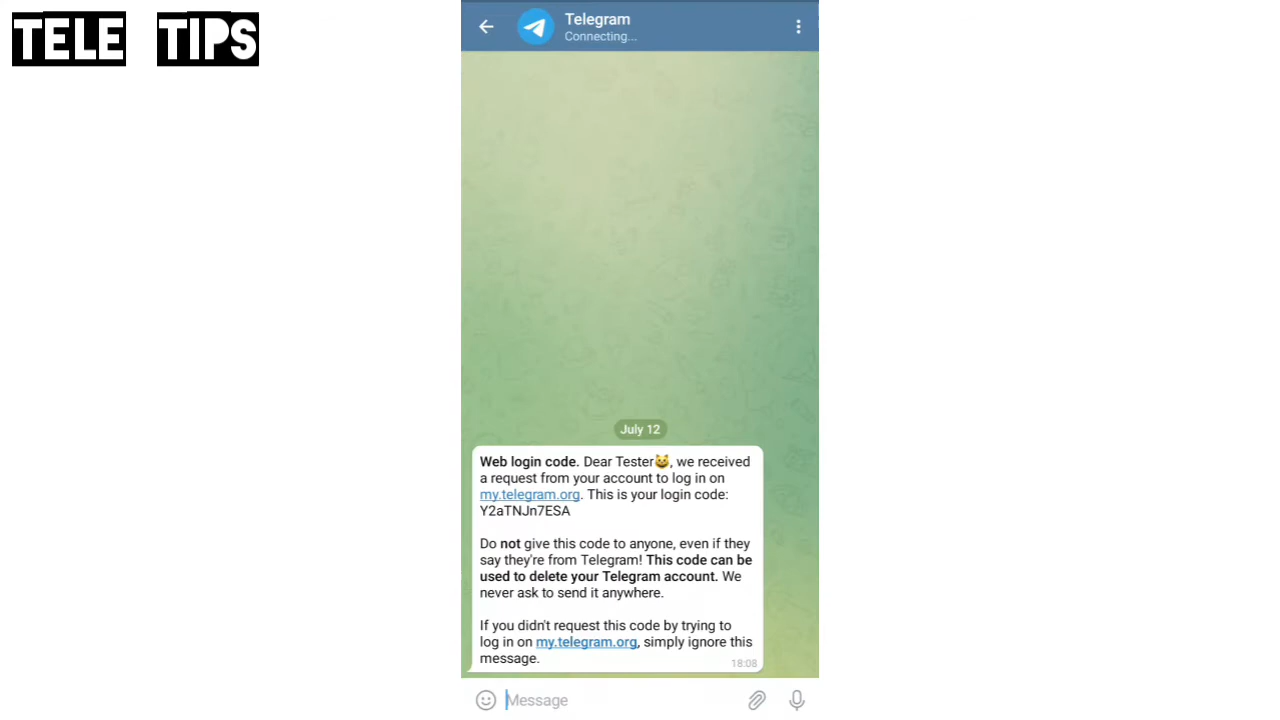 TELE TIPS
Telegram
Connecting...
July 12
Web login code. Dear Tester😺, we received
a request from your account to log in on
my.telegram.org. This is your login code:
Y2aTNJn7ESA
Do not give this code to anyone, even if they
say they're from Telegram! This code can be
used to delete your Telegram account. We
never ask to send it anywhere.
If you didn't request this code by trying to
log in on my.telegram.org, simply ignore this
message.
18:08
Message